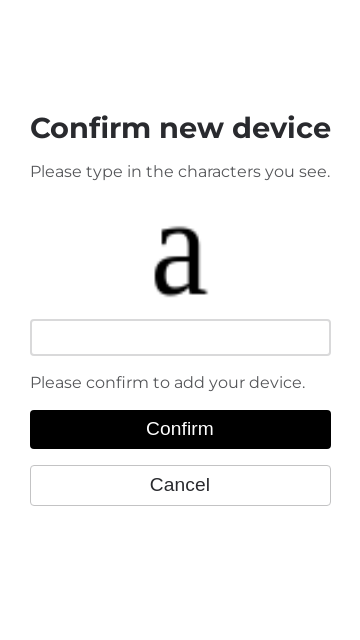 Confirm new device
Please type in the characters you see.
a
Please confirm to add your device.
Confirm
Cancel